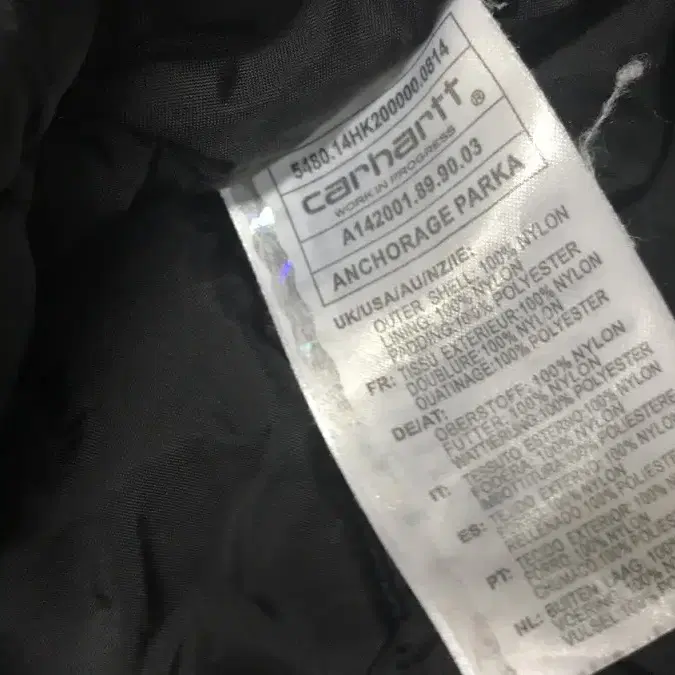 5480.14HK200000.0814
carhartt®
WORK IN PROGRESS
A142001.89.90.03
ANCHORAGE PARKA
UK/USA/AU/NZ/IE:
OUTER SHELL: 100% NYLON
LINING: 100% NYLON
PADDING: 100% POLYESTER
FR: TISSU EXTERIEUR: 100% NYLON
DOUBLURE: 100% NYLON
OUATINAGE: 100% POLYESTER
DE/AT:
OBERSTOFF: 100% NYLON
FUTTER: 100% NYLON
WATTIERUNG: 100% POLYESTER
IT: TESSUTO ESTERNO: 100% NYLON
FODERA: 100% NYLON
IMBOTTITURA: 100% POLIESTERE
ES: TEJIDO EXTERNO: 100% NYLON
FORRO: 100% NYLON
RELLENADO: 100% POLIESTER
PT: TECIDO EXTERIOR: 100%
FORRO: 100% NYLON
100% POLIES
NL: BUITEN LAAG: 100%
VOERING: 100%
VULSEL: 100%